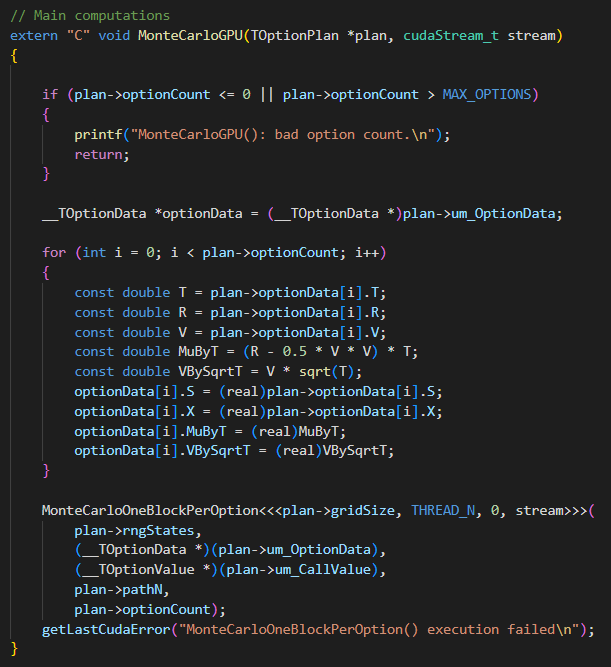 // Main computations
extern "C" void MonteCarloGPU(TOptionPlan *plan, cudaStream_t stream)
{
if (plan->optionCount <= 0 || plan->optionCount > MAX_OPTIONS)
{
printf("MonteCarloGPU(): bad option count.\n");
return;
}
__TOptionData *optionData = (__TOptionData *)plan->um_OptionData;
for (int i = 0; i < plan->optionCount; i++)
{
const double T = plan->optionData[i].T;
const double R = plan->optionData[i].R;
const double V = plan->optionData[i].V;
const double MuByT = (R - 0.5 * V * V) * T;
const double VBySqrtT = V * sqrt(T);
optionData[i].S = (real)plan->optionData[i].S;
optionData[i].X = (real)plan->optionData[i].X;
optionData[i].MuByT = (real)MuByT;
optionData[i].VBySqrtT = (real)VBySqrtT;
}
MonteCarloOneBlockPerOption<<<plan->gridSize, THREAD_N, 0, stream>>>(
plan->rngStates,
(__TOptionData *)(plan->um_OptionData),
(__TOptionValue *)(plan->um_CallValue),
plan->pathN,
plan->optionCount);
getLastCudaError("MonteCarloOneBlockPerOption() execution failed\n");
}